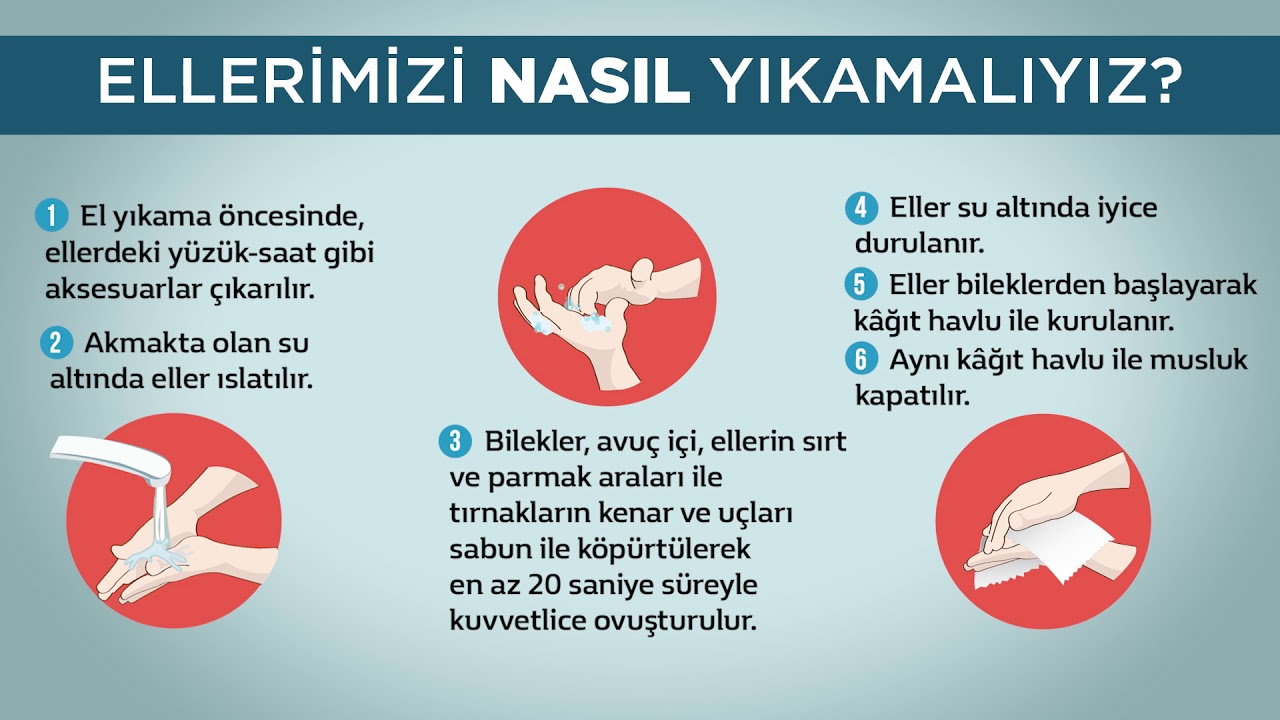 ELLERİMİZİ NASIL YIKAMALIYIZ?
1 El yıkama öncesinde,
ellerdeki yüzük-saat gibi
aksesuarlar çıkarılır.
2 Akmakta olan su
altında eller ıslatılır.
3 Bilekler, avuç içi, ellerin sırt
ve parmak araları ile
tırnakların kenar ve uçları
sabun ile köpürtülerek
en az 20 saniye süreyle
kuvvetlice ovuşturulur.
4 Eller su altında iyice
durulanır.
5 Eller bileklerden başlayarak
kâğıt havlu ile kurulanır.
6 Aynı kâğıt havlu ile musluk
kapatılır.